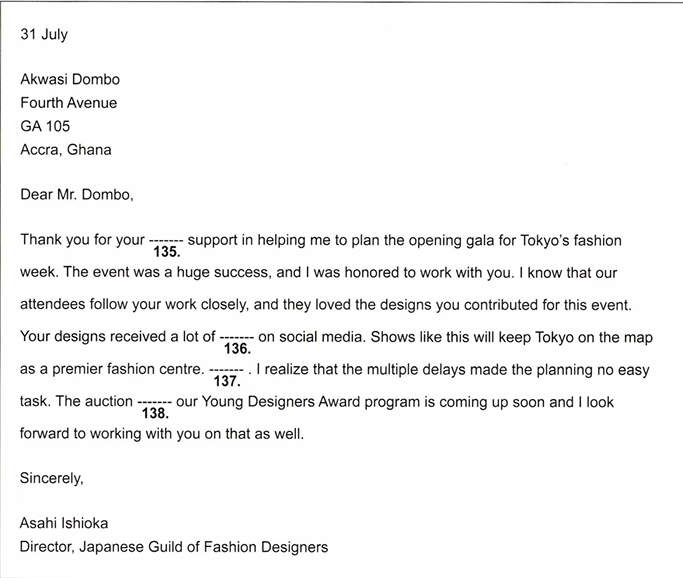 31 July
Akwasi Dombo
Fourth Avenue
GA 105
Accra, Ghana
Dear Mr. Dombo,
Thank you for your ------- support in helping me to plan the opening gala for Tokyo's fashion
135.
week. The event was a huge success, and I was honored to work with you. I know that our
attendees follow your work closely, and they loved the designs you contributed for this event.
Your designs received a lot of ------- on social media. Shows like this will keep Tokyo on the map
136.
as a premier fashion centre. ------- . I realize that the multiple delays made the planning no easy
137.
task. The auction ------- our Young Designers Award program is coming up soon and I look
138.
forward to working with you on that as well.
Sincerely,
Asahi Ishioka
Director, Japanese Guild of Fashion Designers